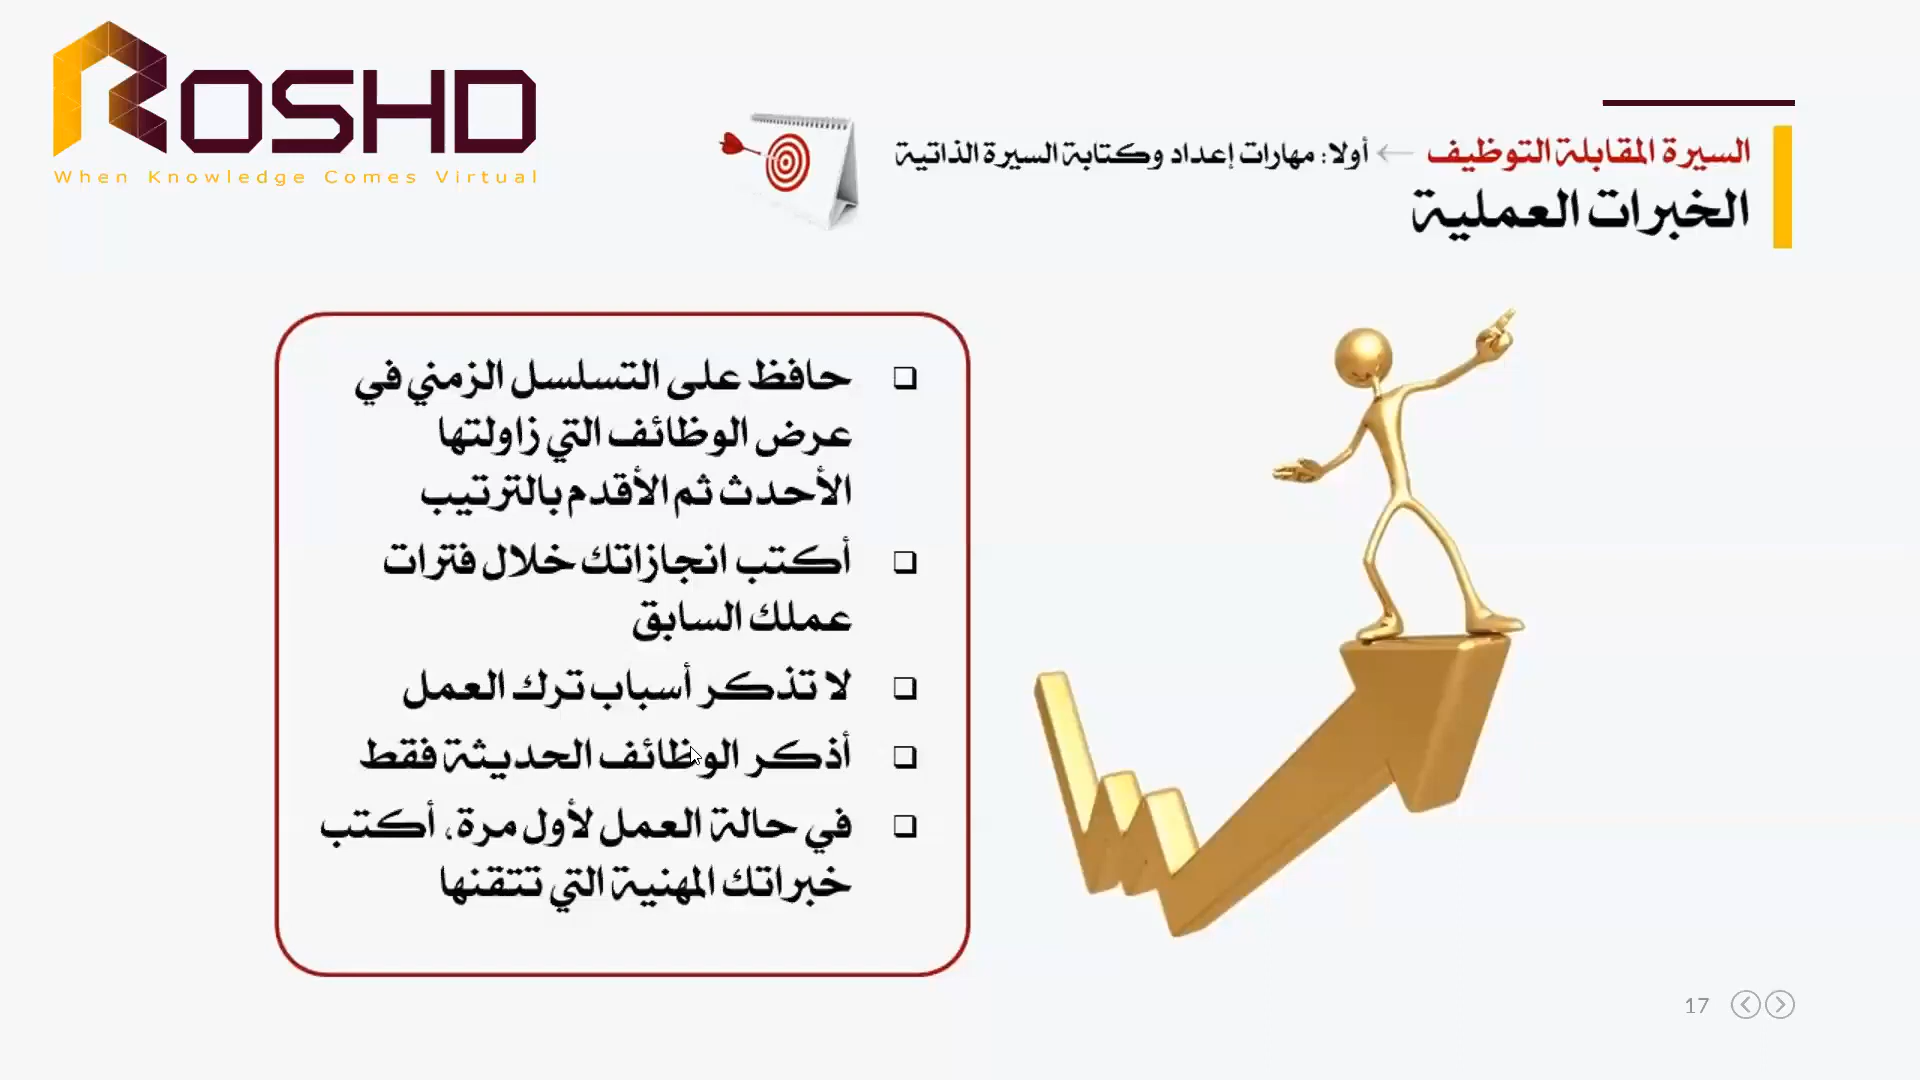 ROSHD
When Knowledge Comes Virtual
السيرة المقابلة التوظيف ← أولا: مهارات إعداد وكتابة السيرة الذاتية
الخبرات العملية
❑ حافظ على التسلسل الزمني في
عرض الوظائف التي زاولتها
الأحدث ثم الأقدم بالترتيب
❑ أكتب انجازاتك خلال فترات
عملك السابق
❑ لا تذكر أسباب ترك العمل
❑ أذكر الوظائف الحديثة فقط
❑ في حالة العمل لأول مرة، أكتب
خبراتك المهنية التي تتقنها
17